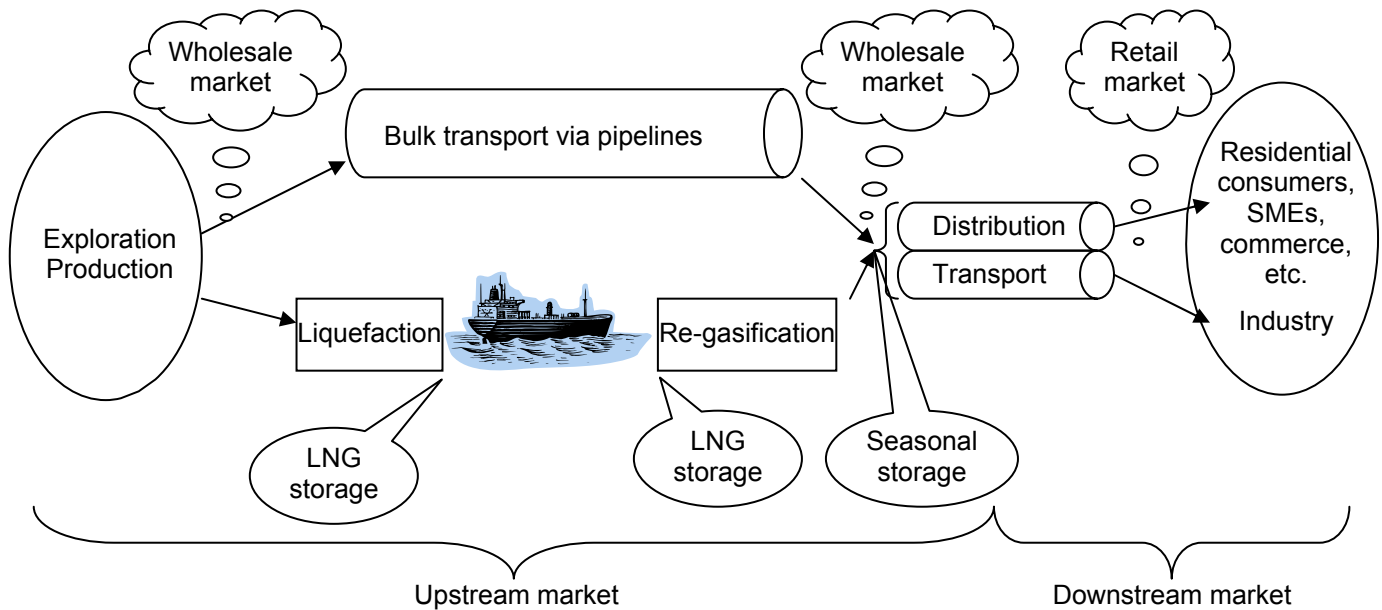 Wholesale
market
Wholesale
market
Retail
market
Bulk transport via pipelines
Exploration
Production
Liquefaction
Re-gasification
Distribution
Transport
Residential
consumers,
SMEs,
commerce,
etc.
Industry
LNG
storage
LNG
storage
Seasonal
storage
Upstream market
Downstream market